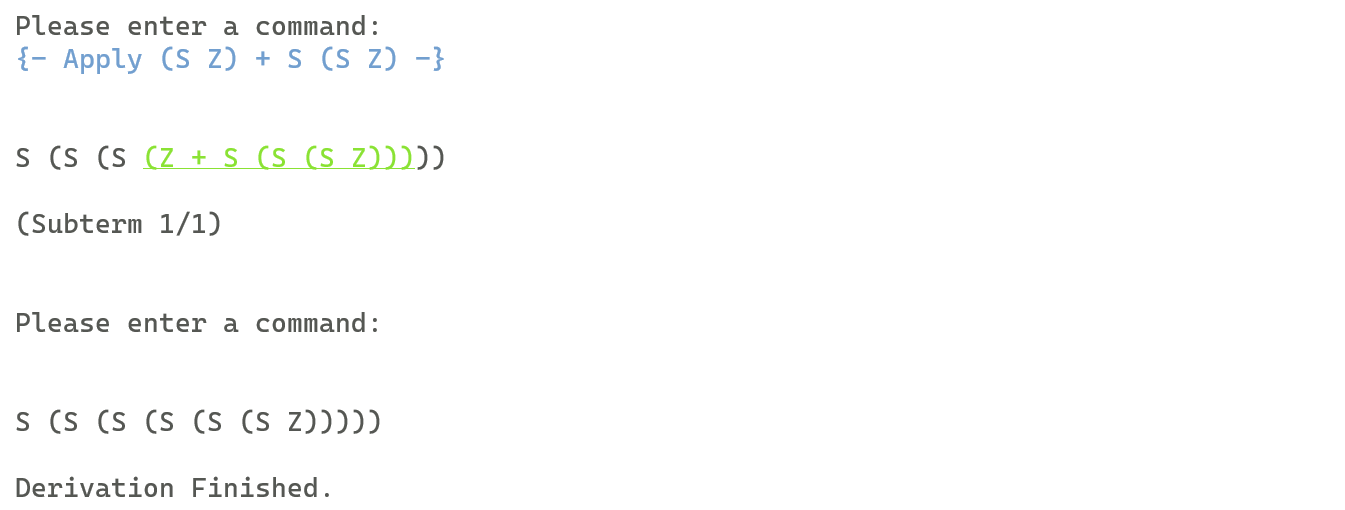 Please enter a command:
{- Apply (S Z) + S (S Z) -}
S (S (S (Z + S (S (S Z)))))
(Subterm 1/1)
Please enter a command:
S (S (S (S (S (S Z)))))
Derivation Finished.